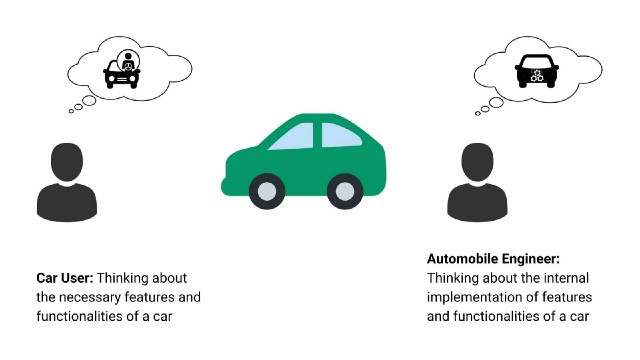 Car User: Thinking about
the necessary features and
functionalities of a car
Automobile Engineer:
Thinking about the internal
implementation of features
and functionalities of a car